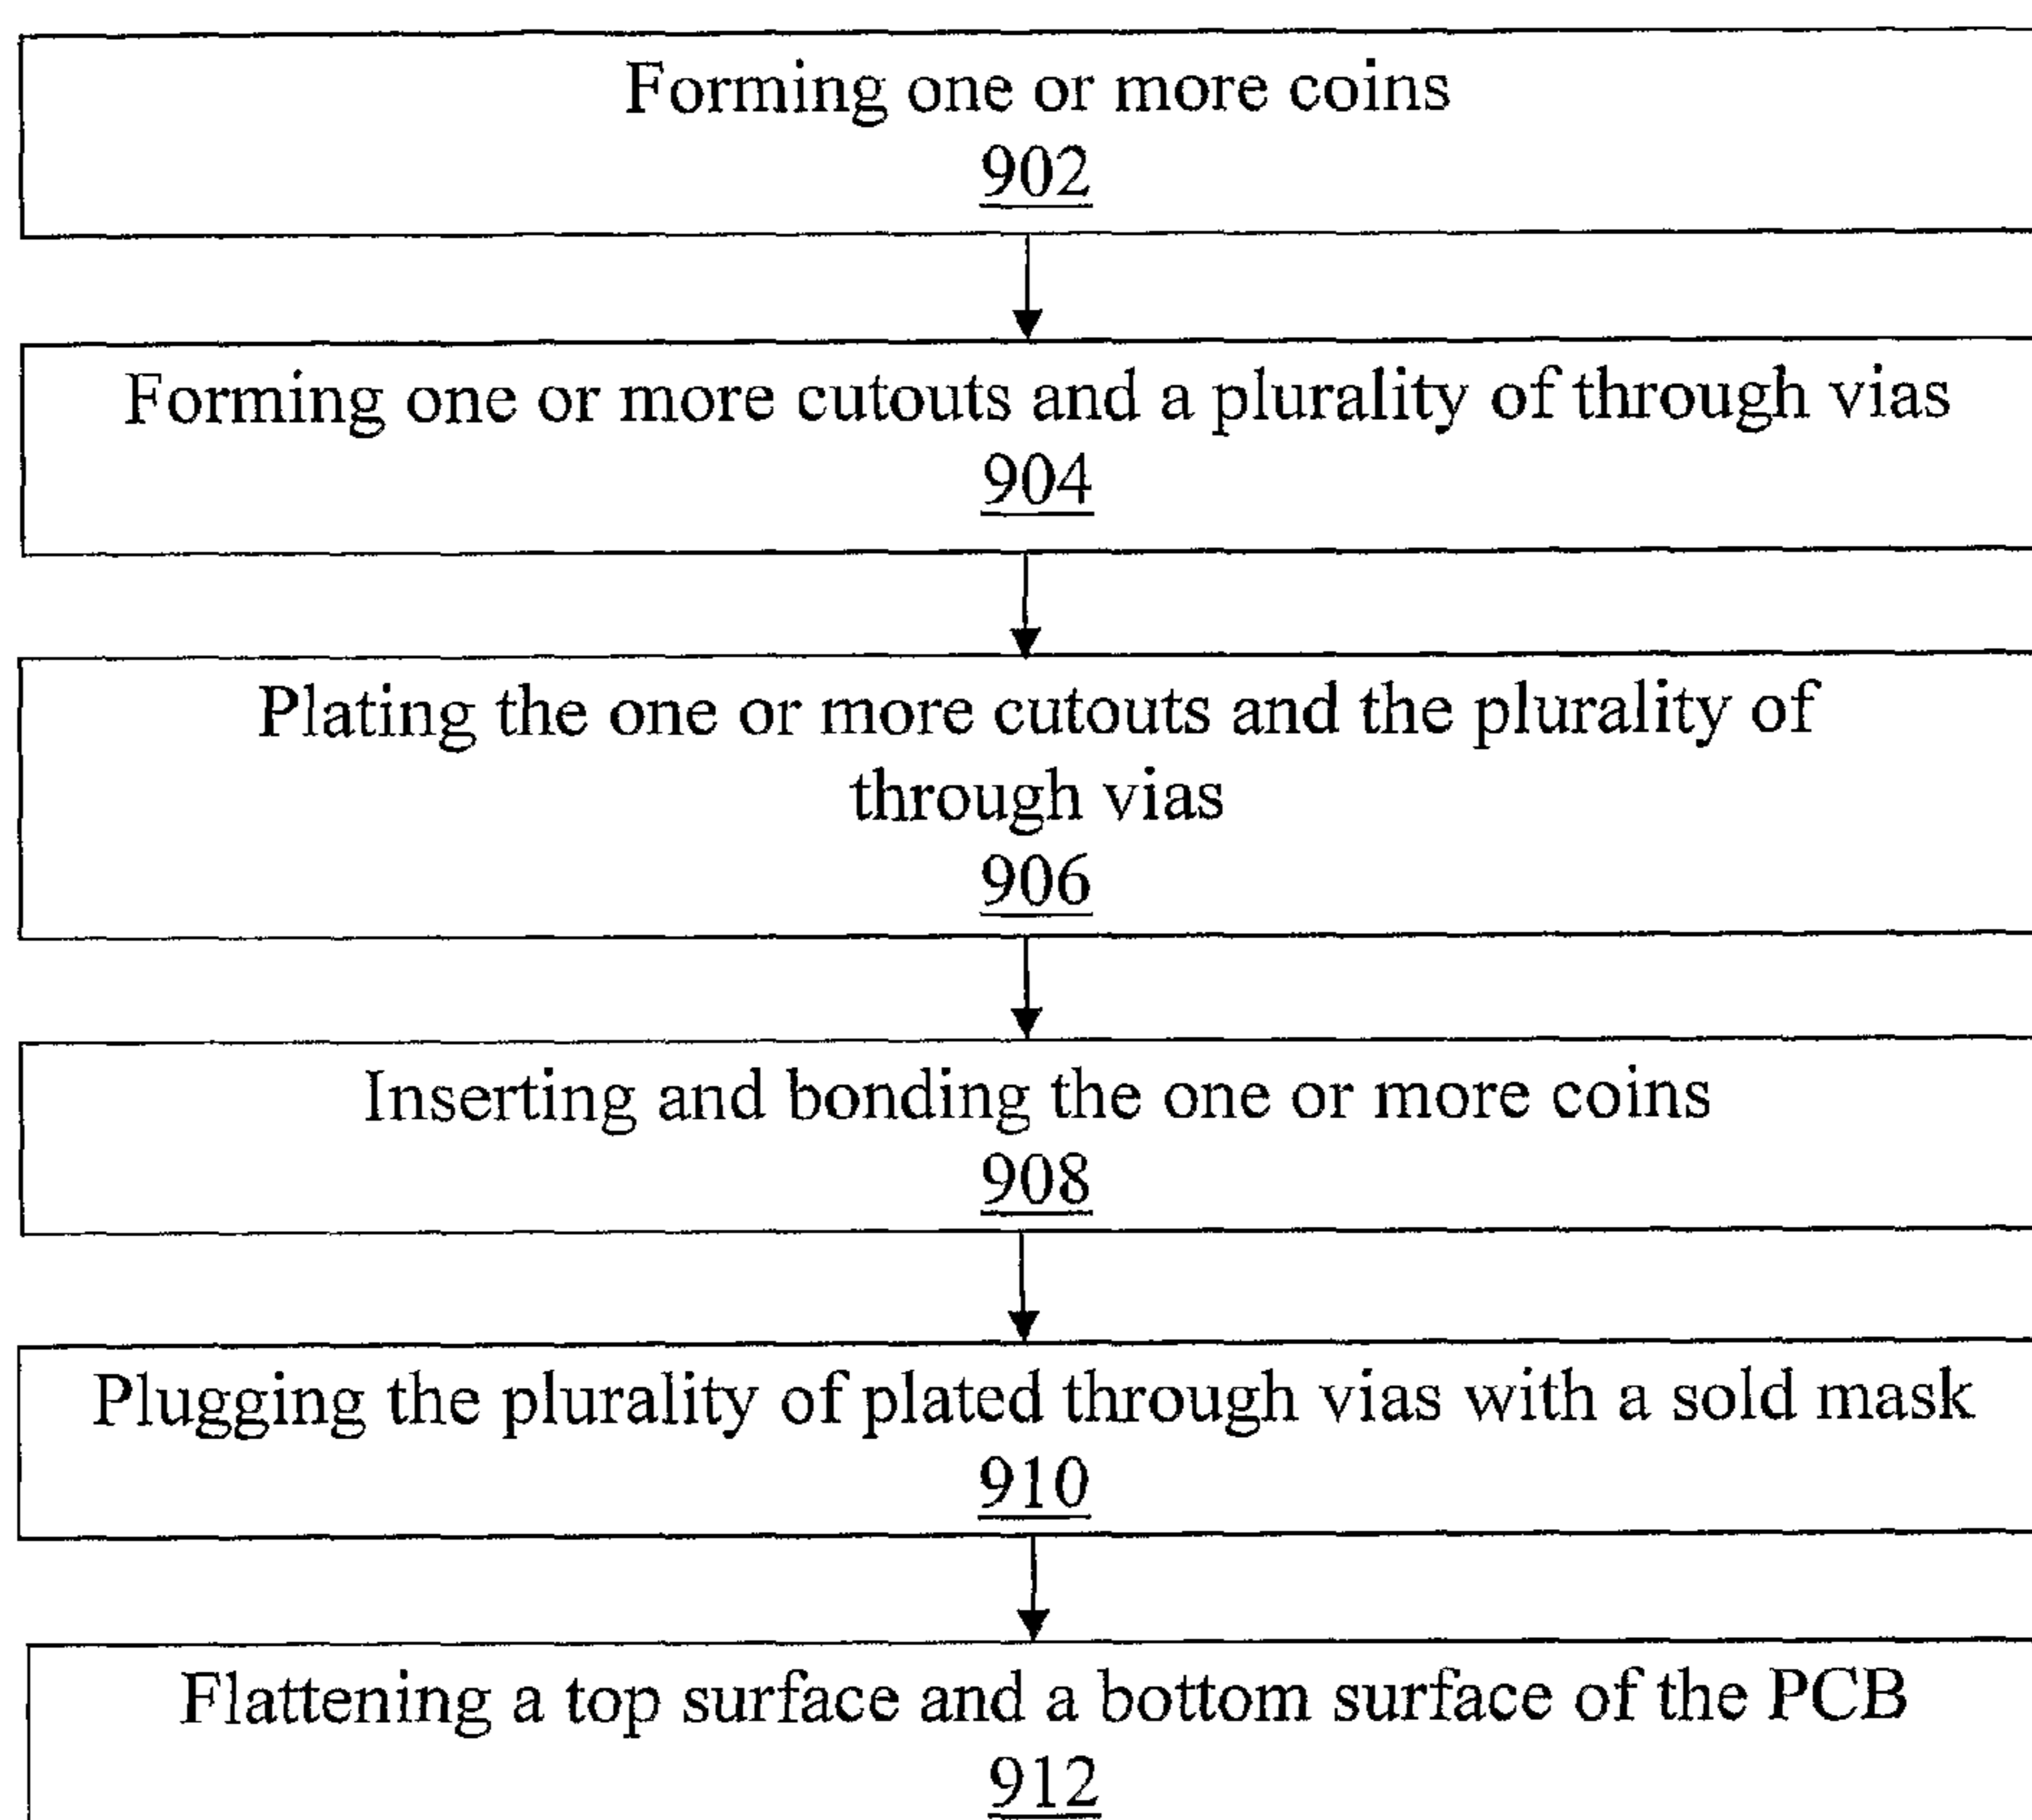 Forming one or more coins
902
Forming one or more cutouts and a plurality of through vias
904
Plating the one or more cutouts and the plurality of
through vias
906
Inserting and bonding the one or more coins
908
Plugging the plurality of plated through vias with a sold mask
910
Flattening a top surface and a bottom surface of the PCB
912